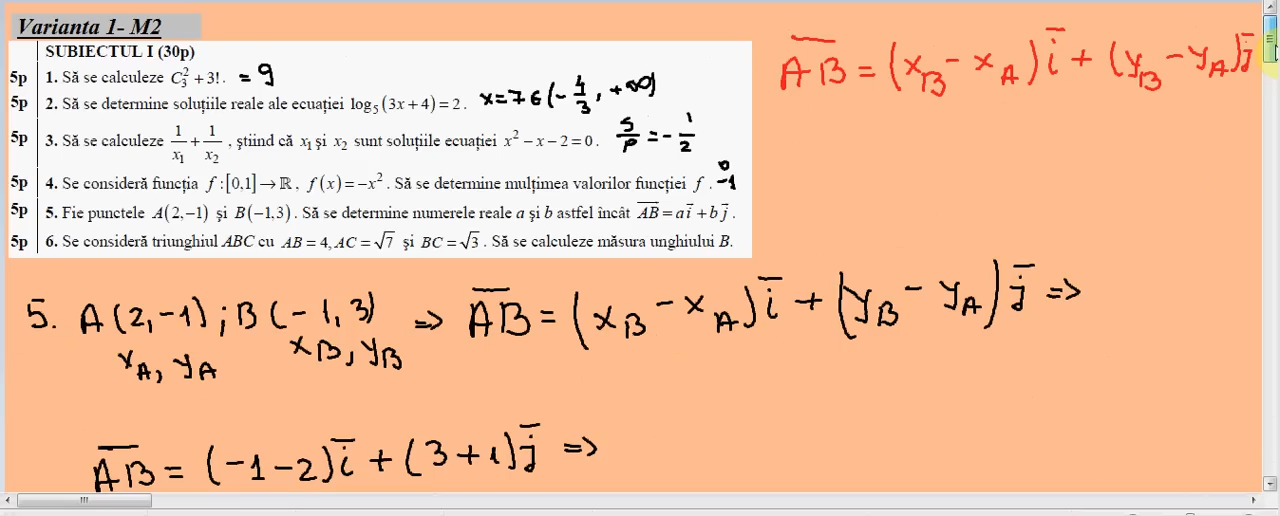 Varianta 1- M2
SUBIECTUL I (30p)
5p 1. Să se calculeze C₃² + 3! . = 9
5p 2. Să se determine soluțiile reale ale ecuației log₅(3x+4) = 2 . x=7∈(-4/3, +∞)
5p 3. Să se calculeze 1/x₁ + 1/x₂ , știind că x₁ și x₂ sunt soluțiile ecuației x² − x − 2 = 0 . S/P = -1/2
5p 4. Se consideră funcția f : [0,1] → ℝ , f(x) = −x² . Să se determine mulțimea valorilor funcției f . 0 -1
5p 5. Fie punctele A(2,−1) și B(−1,3) . Să se determine numerele reale a și b astfel încât A̅B̅ = ai⃗ + bj⃗ .
5p 6. Se consideră triunghiul ABC cu AB = 4, AC = √7 și BC = √3 . Să se calculeze măsura unghiului B.
A̅B̅ = (x_B - x_A) i̅ + (y_B - y_A) j̅
5. A(2,-1) ; B(-1,3) => A̅B̅ = (x_B - x_A) i̅ + (y_B - y_A) j̅ =>
x_A, y_A x_B, y_B
A̅B̅ = (-1-2) i̅ + (3+1) j̅ =>